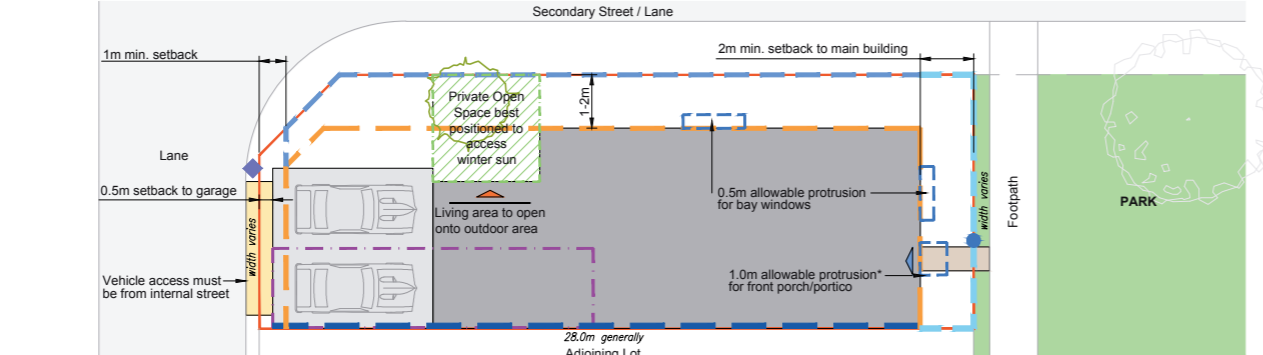 Secondary Street / Lane
1m min. setback
2m min. setback to main building
Private Open
Space best
positioned to
access
winter sun
1-2m
Lane
0.5m setback to garage
width varies
Living area to open
onto outdoor area
0.5m allowable protrusion
for bay windows
width varies
Footpath
PARK
Vehicle access must
be from internal street
1.0m allowable protrusion*
for front porch/portico
28.0m generally
Adjoining Lot